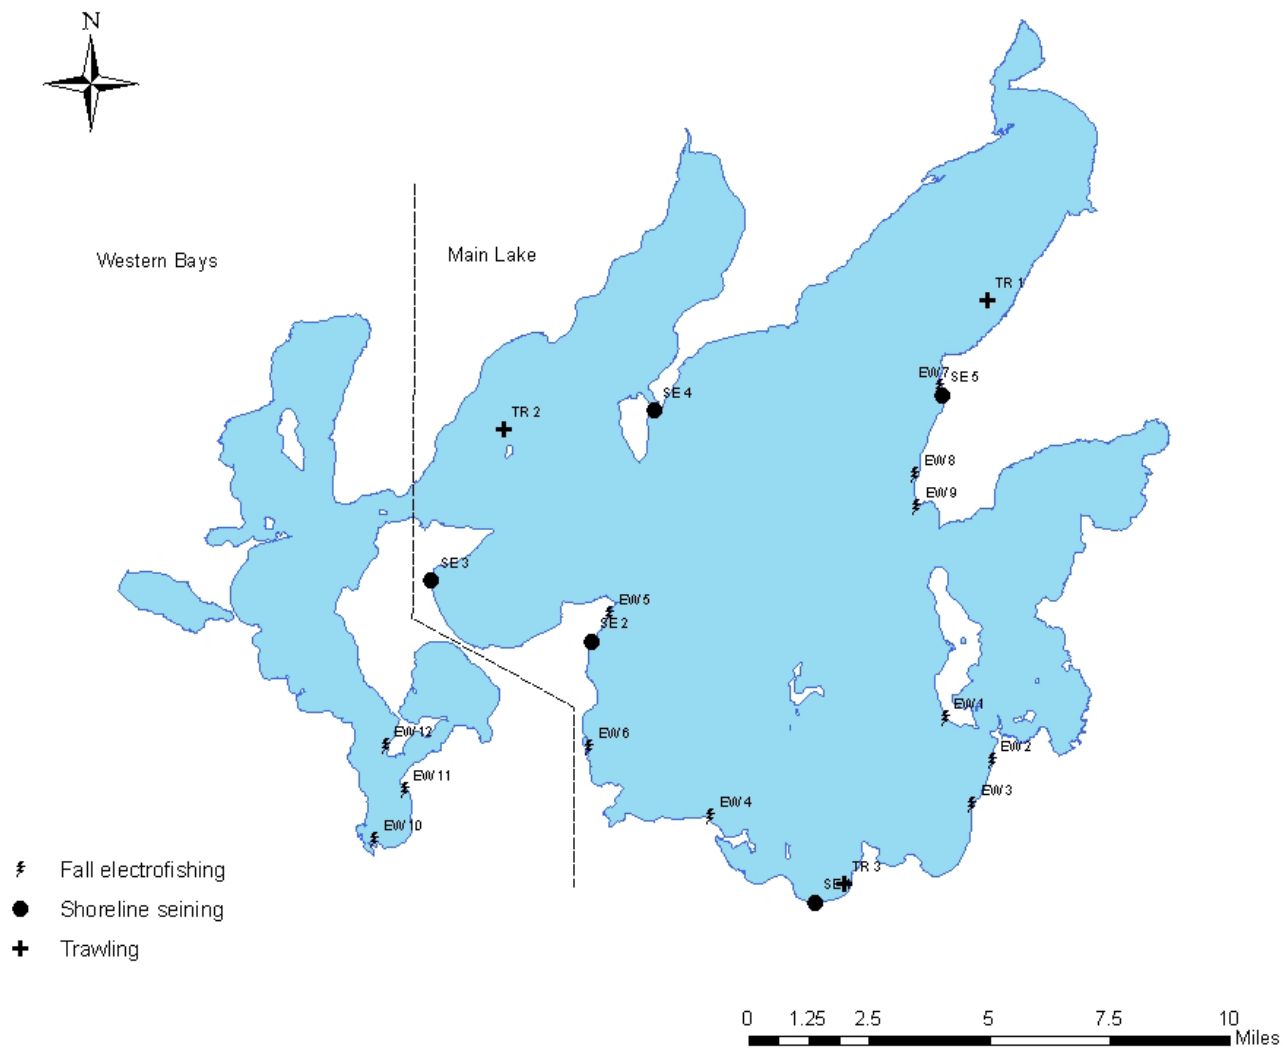 N
Western Bays
Main Lake
TR 1
EW7
SE 5
SE 4
TR 2
EW8
EW9
SE 3
EW5
SE 2
EW1
EW12
EW6
EW2
EW11
EW3
EW4
EW10
TR 3
SE
Fall electrofishing
Shoreline seining
Trawling
0 1.25 2.5 5 7.5 10
Miles